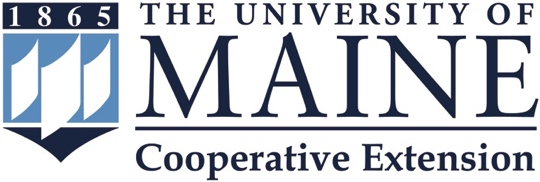 1865
THE UNIVERSITY OF
MAINE
Cooperative Extension